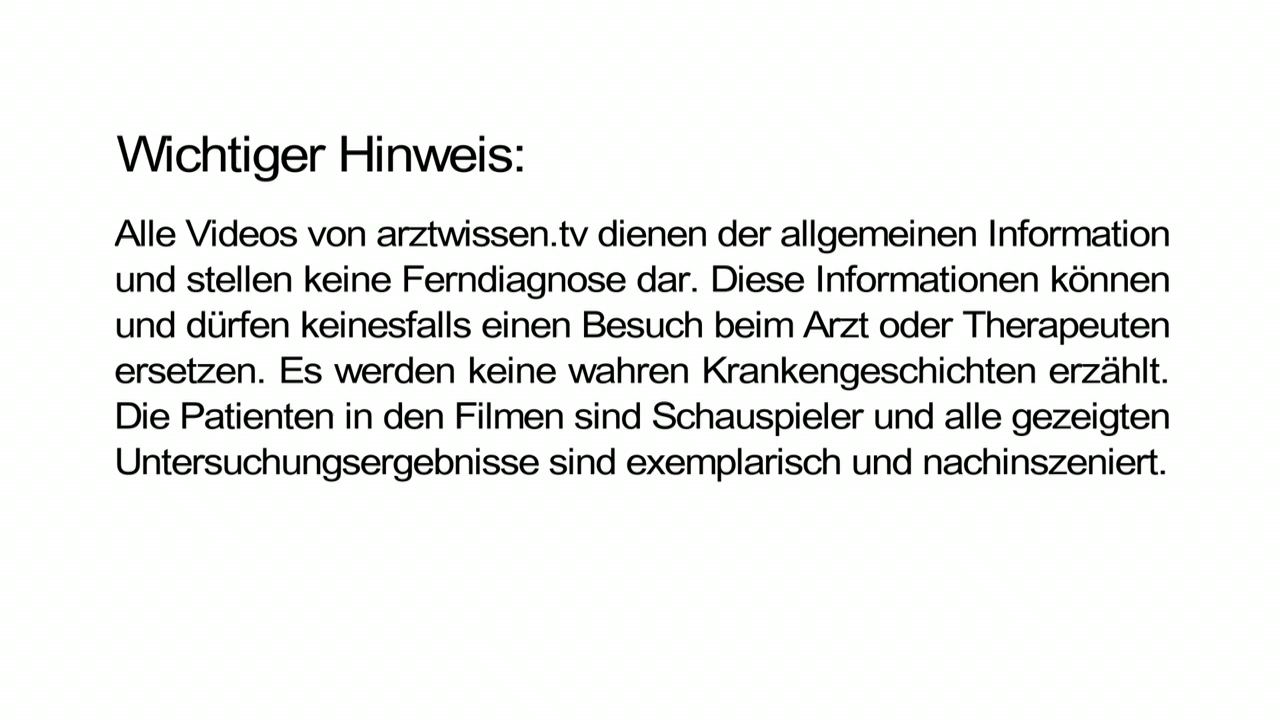 Wichtiger Hinweis:
Alle Videos von arztwissen.tv dienen der allgemeinen Information
und stellen keine Ferndiagnose dar. Diese Informationen können
und dürfen keinesfalls einen Besuch beim Arzt oder Therapeuten
ersetzen. Es werden keine wahren Krankengeschichten erzählt.
Die Patienten in den Filmen sind Schauspieler und alle gezeigten
Untersuchungsergebnisse sind exemplarisch und nachinszeniert.